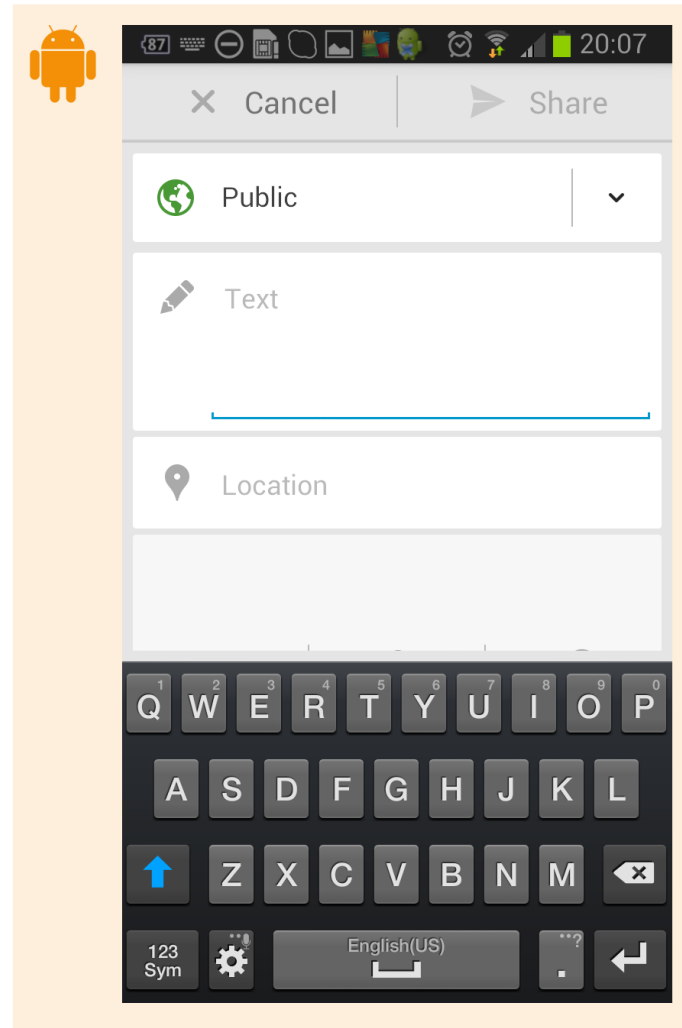 87 20:07
Cancel Share
Public
Text
Location
1 2 3 4 5 6 7 8 9 0
Q W E R T Y U I O P
A S D F G H J K L
Z X C V B N M
123 English(US) ...?
Sym .